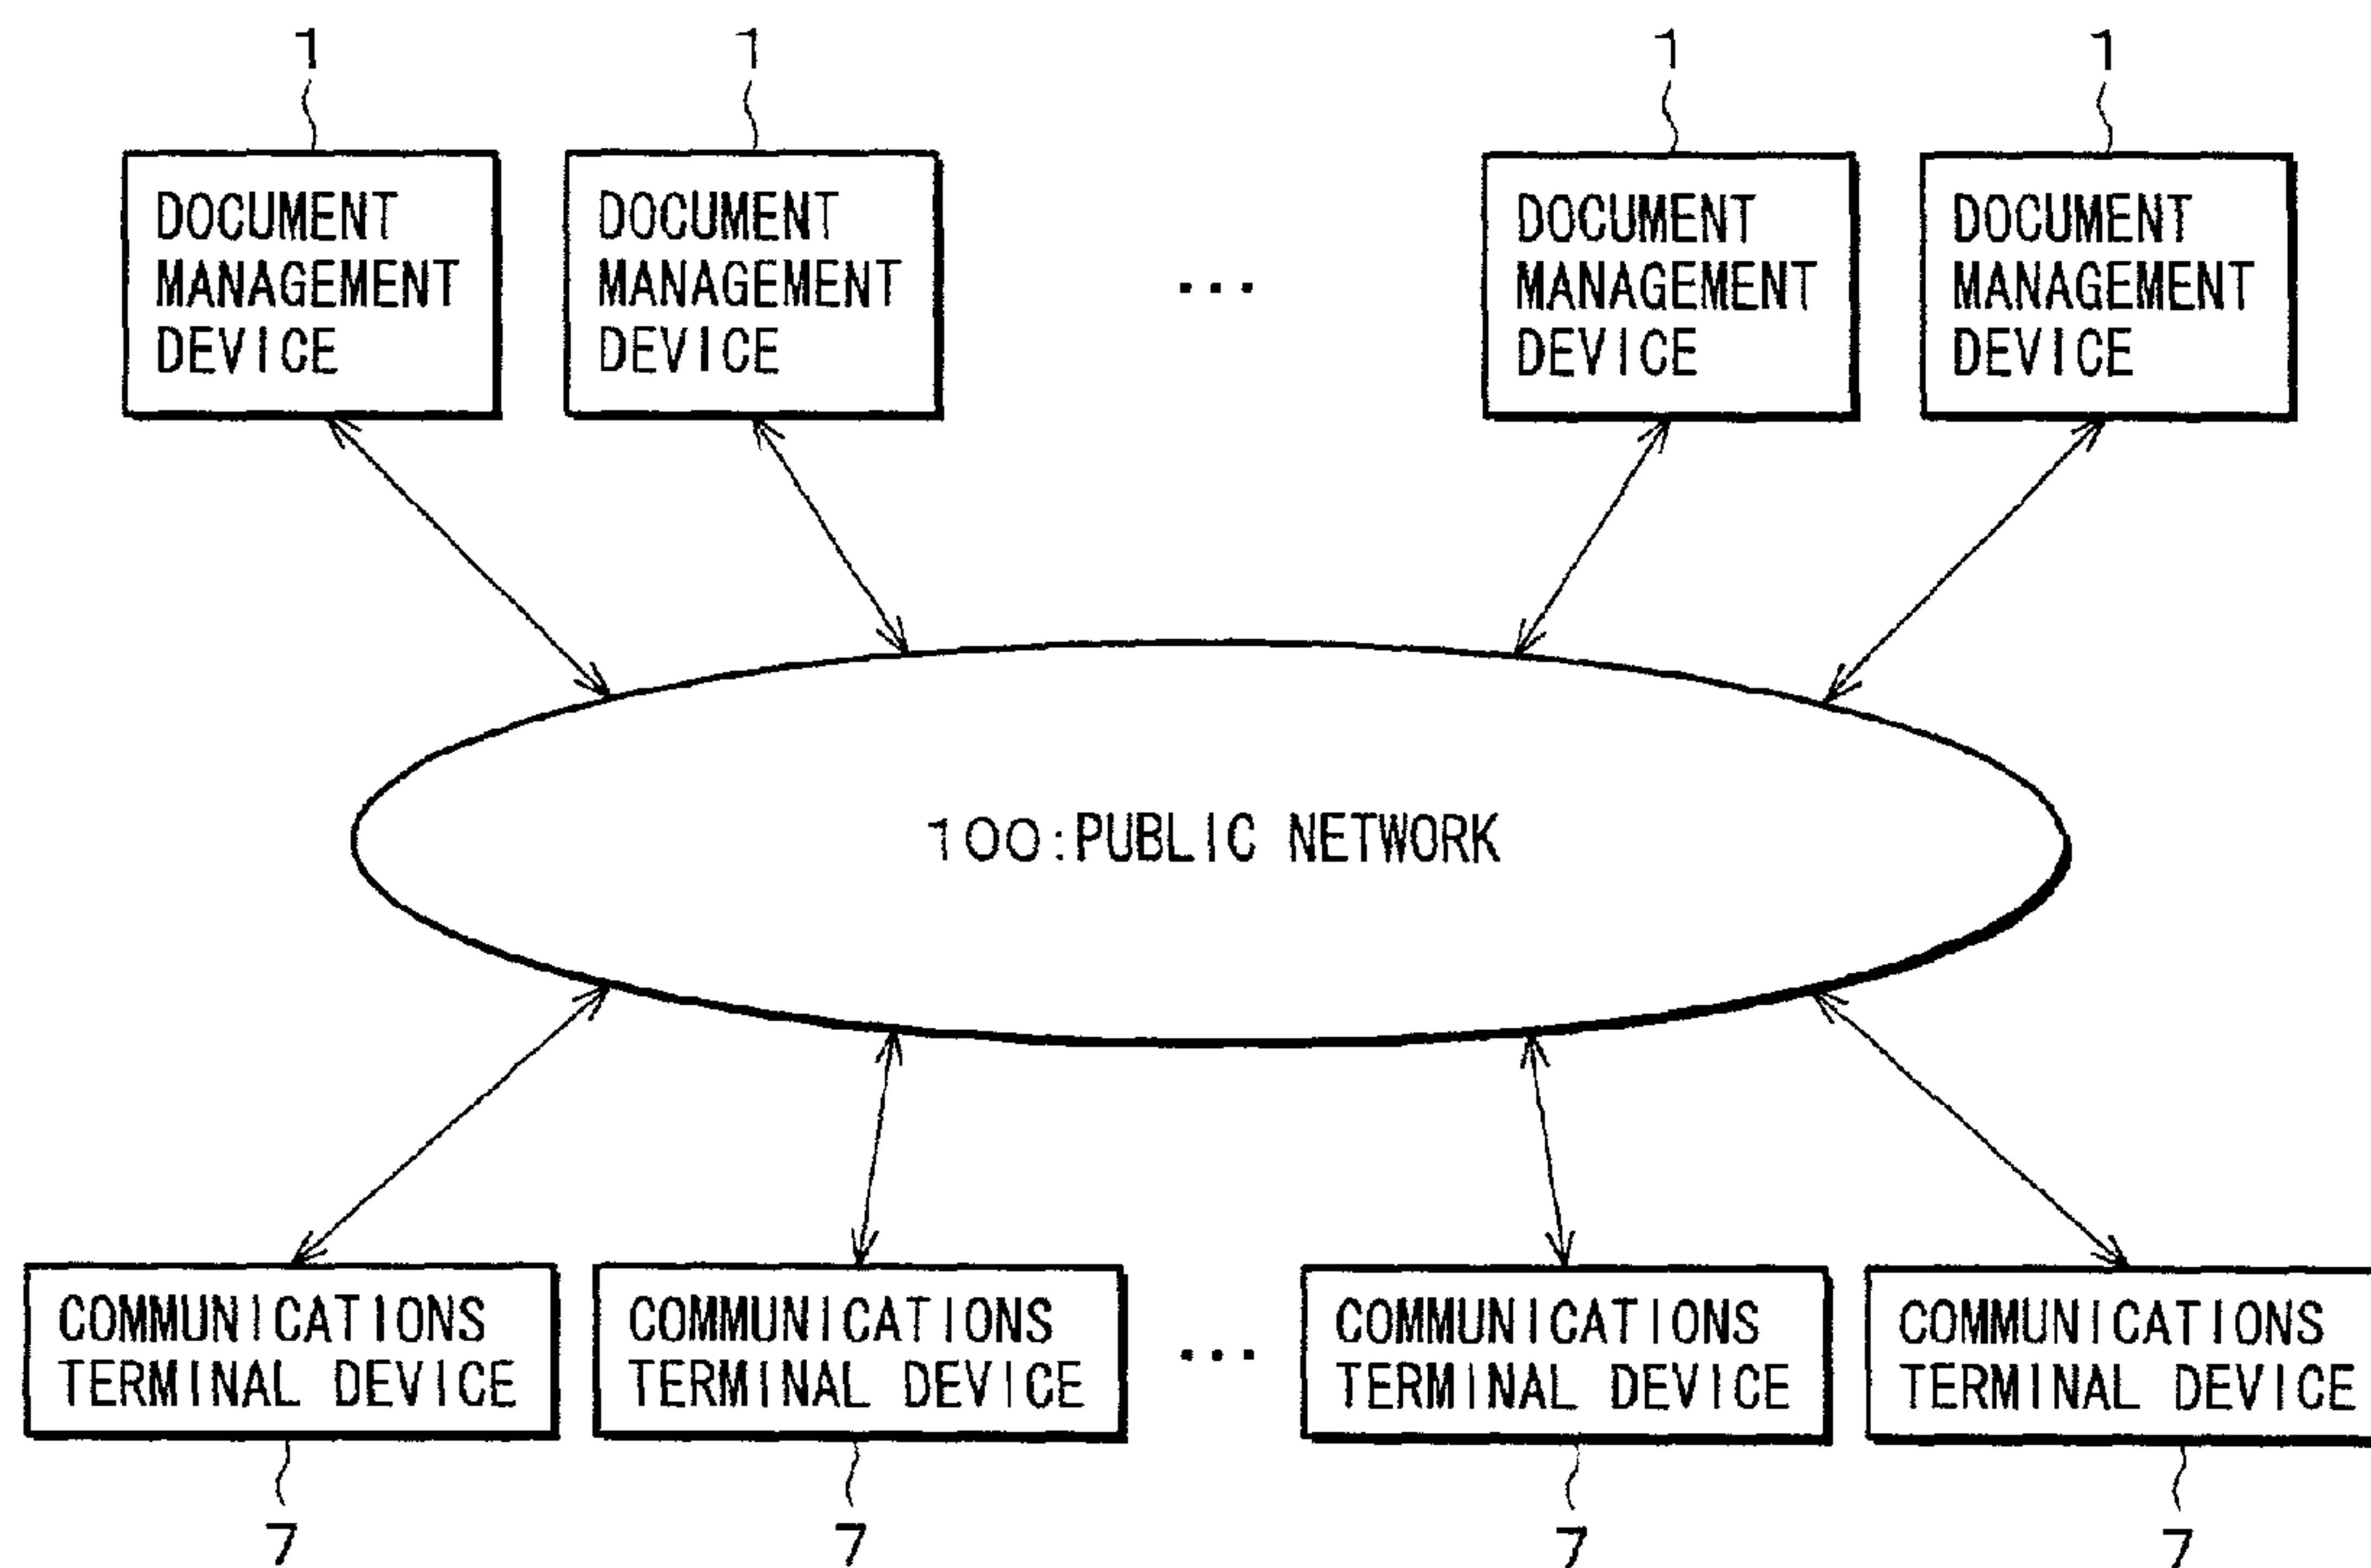 1 1 1 1
DOCUMENT
MANAGEMENT
DEVICE
DOCUMENT
MANAGEMENT
DEVICE
...
DOCUMENT
MANAGEMENT
DEVICE
DOCUMENT
MANAGEMENT
DEVICE
100:PUBLIC NETWORK
COMMUNICATIONS
TERMINAL DEVICE
COMMUNICATIONS
TERMINAL DEVICE
...
COMMUNICATIONS
TERMINAL DEVICE
COMMUNICATIONS
TERMINAL DEVICE
7 7 7 7